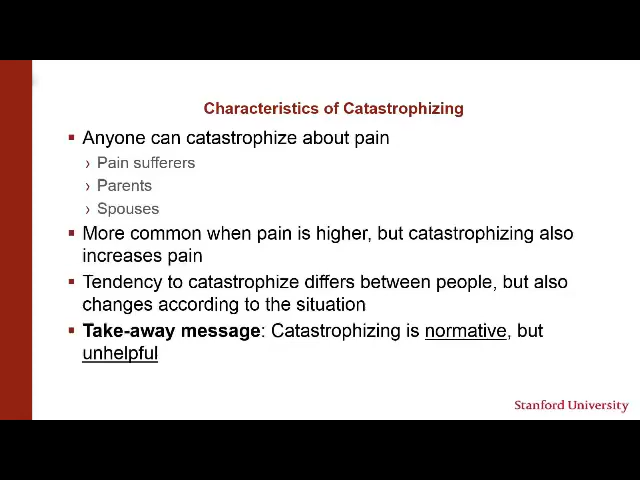 Characteristics of Catastrophizing
▪ Anyone can catastrophize about pain
› Pain sufferers
› Parents
› Spouses
▪ More common when pain is higher, but catastrophizing also
increases pain
▪ Tendency to catastrophize differs between people, but also
changes according to the situation
▪ Take-away message: Catastrophizing is normative, but
unhelpful
Stanford University